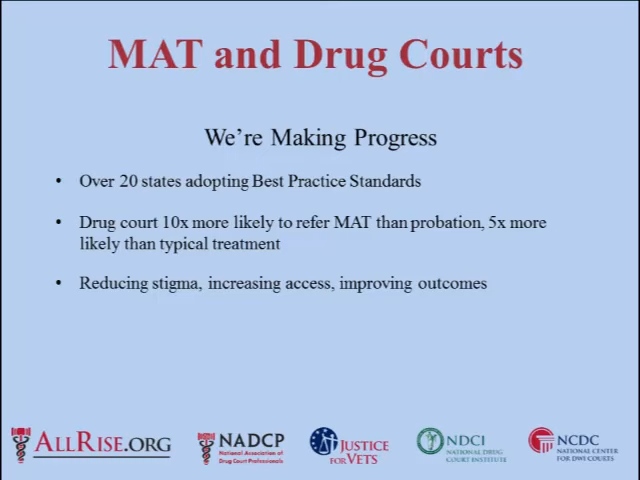 MAT and Drug Courts
We're Making Progress
• Over 20 states adopting Best Practice Standards
• Drug court 10x more likely to refer MAT than probation, 5x more
likely than typical treatment
• Reducing stigma, increasing access, improving outcomes
ALLRISE.ORG
NADCP
National Association of
Drug Court Professionals
JUSTICE
FOR VETS
NDCI
NATIONAL DRUG
COURT INSTITUTE
NCDC
NATIONAL CENTER
FOR DWI COURTS